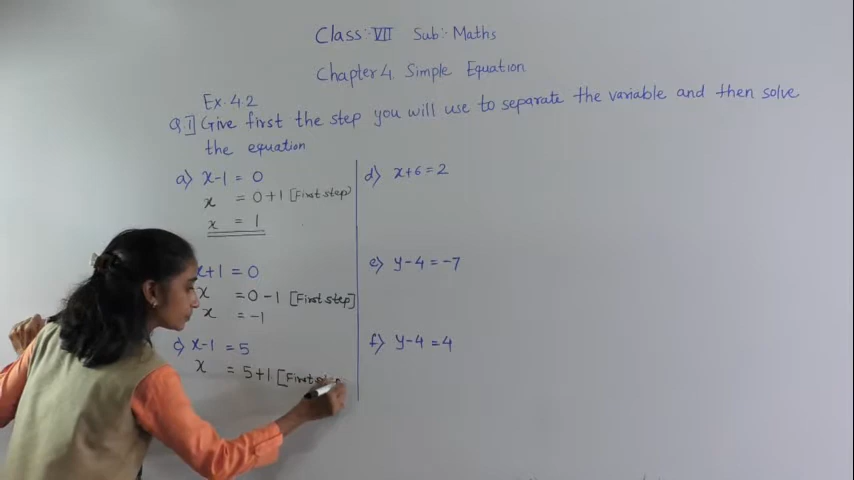 Class:- VII Sub:- Maths
Chapter 4 Simple Equation
Ex. 4.2
Q.1] Give first the step you will use to separate the variable and then solve
the equation
a) x-1 = 0
x = 0+1 [First step]
x = 1
x+1 = 0
x = 0-1 [First step]
x = -1
c) x-1 = 5
x = 5+1 [First step
d) x+6=2
e) y-4=-7
f) y-4=4